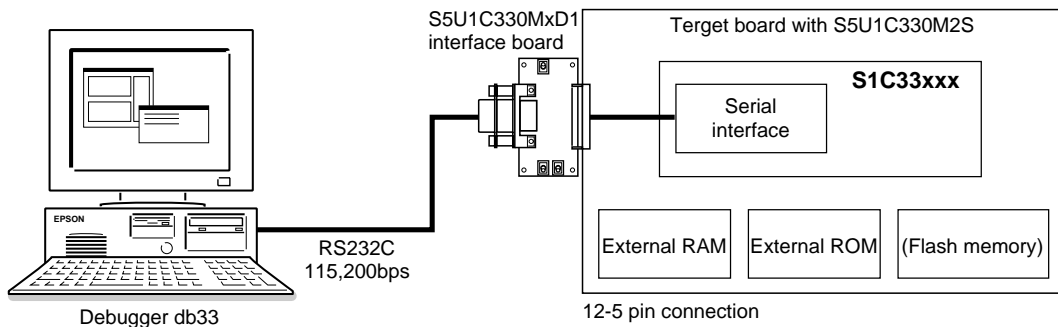 S5U1C330MxD1
interface board
Terget board with S5U1C330M2S
S1C33xxx
Serial
interface
EPSON
RS232C
115,200bps
External RAM
External ROM
(Flash memory)
12-5 pin connection
Debugger db33